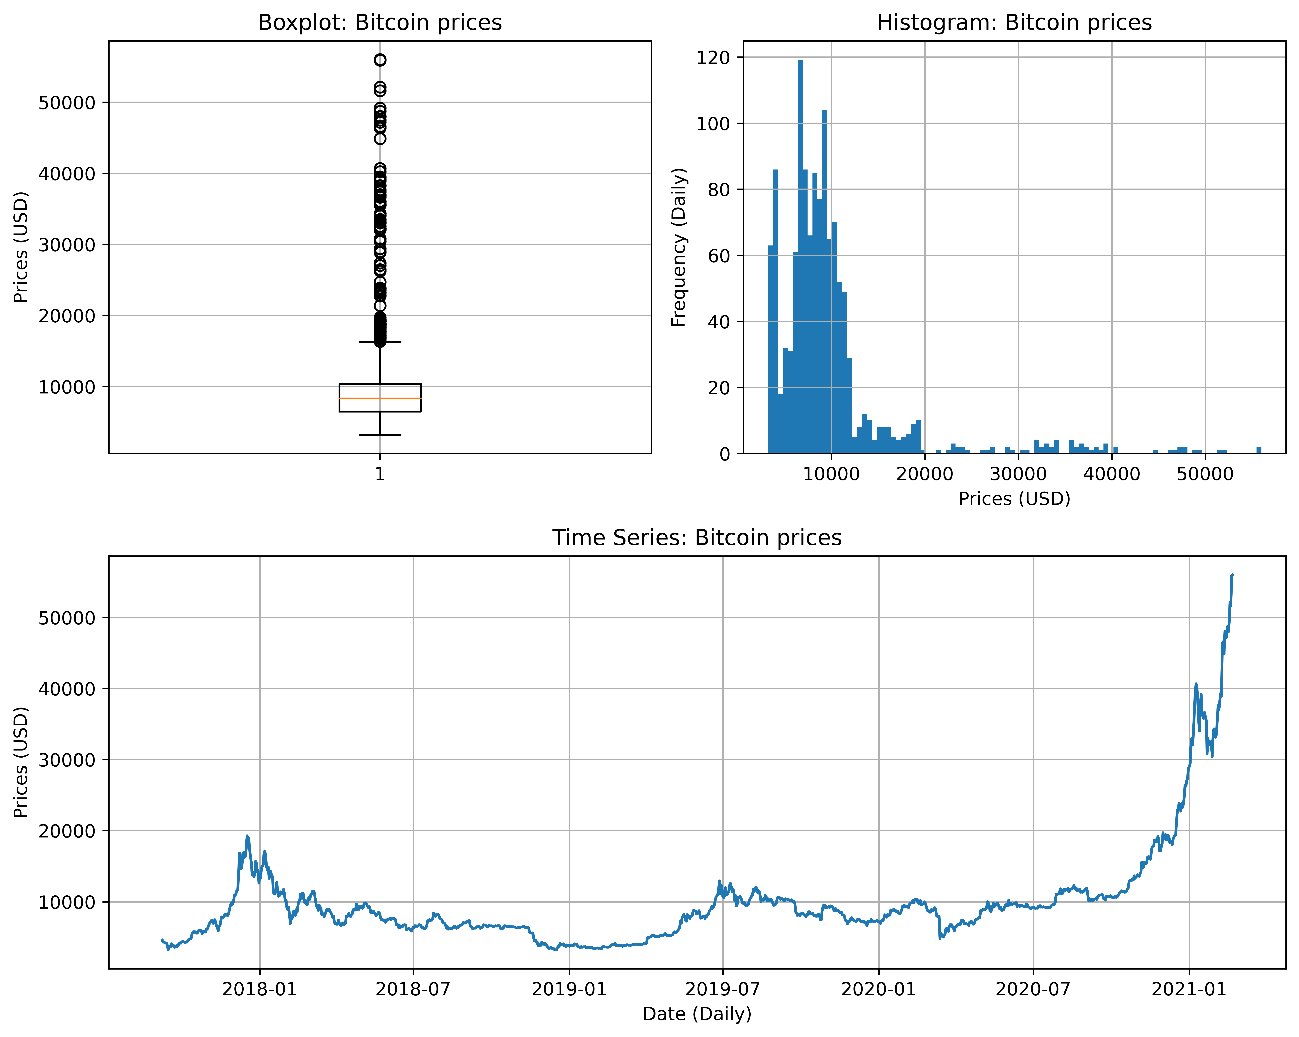 Boxplot: Bitcoin prices
Prices (USD)
50000
40000
30000
20000
10000
1
Histogram: Bitcoin prices
Frequency (Daily)
120
100
80
60
40
20
0
10000 20000 30000 40000 50000
Prices (USD)
Time Series: Bitcoin prices
Prices (USD)
50000
40000
30000
20000
10000
2018-01 2018-07 2019-01 2019-07 2020-01 2020-07 2021-01
Date (Daily)